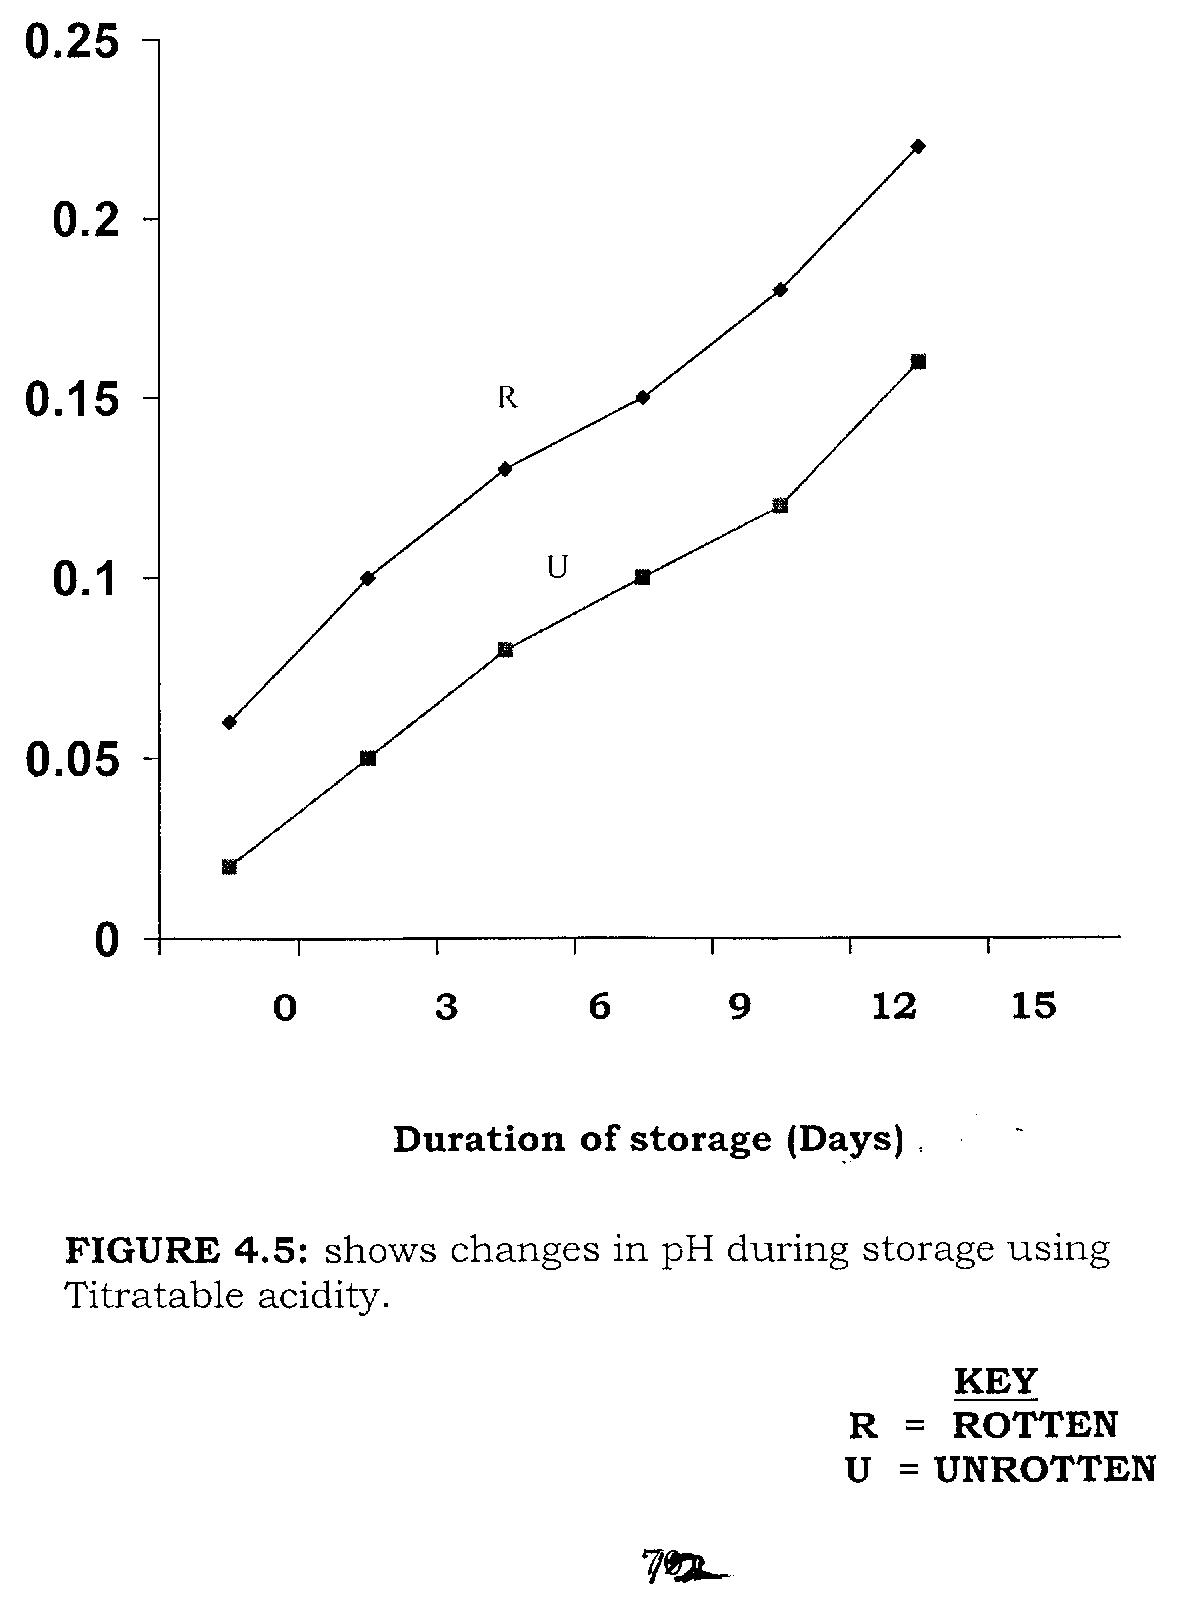 0.25
0.2
0.15
R
0.1
U
0.05
0
0 3 6 9 12 15
Duration of storage (Days)
FIGURE 4.5: shows changes in pH during storage using
Titratable acidity.
KEY
R = ROTTEN
U = UNROTTEN